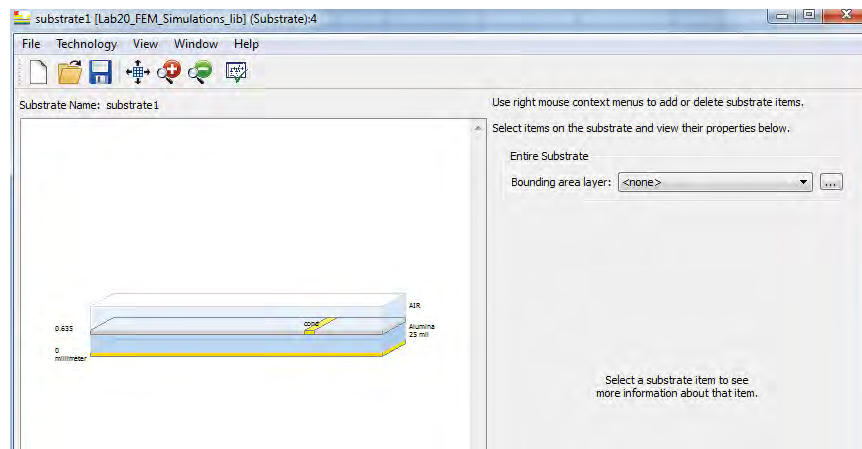 substrate1 [Lab20_FEM_Simulations_lib] (Substrate):4
File Technology View Window Help
Substrate Name: substrate1
Use right mouse context menus to add or delete substrate items.
Select items on the substrate and view their properties below.
Entire Substrate
Bounding area layer: <none> ...
AIR
0.635
cond
Alumina
25 mil
0
millimeter
Select a substrate item to see
more information about that item.